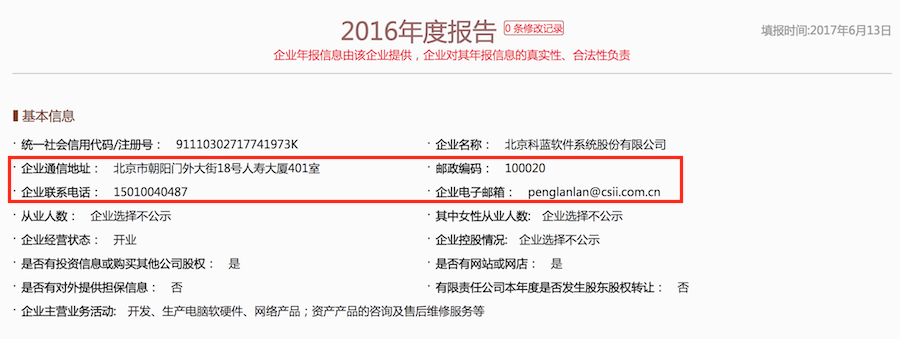 2016年度报告 0 条修改记录 填报时间:2017年6月13日
企业年报信息由该企业提供，企业对其年报信息的真实性、合法性负责
基本信息
· 统一社会信用代码/注册号： 91110302717741973K · 企业名称： 北京科蓝软件系统股份有限公司
· 企业通信地址： 北京市朝阳门外大街18号人寿大厦401室 · 邮政编码： 100020
· 企业联系电话： 15010040487 · 企业电子邮箱： penglanlan@csii.com.cn
· 从业人数： 企业选择不公示 · 其中女性从业人数: 企业选择不公示
· 企业经营状态： 开业 · 企业控股情况: 企业选择不公示
· 是否有投资信息或购买其他公司股权： 是 · 是否有网站或网店： 是
· 是否有对外提供担保信息： 否 · 有限责任公司本年度是否发生股东股权转让： 否
· 企业主营业务活动: 开发、生产电脑软硬件、网络产品；资产产品的咨询及售后维修服务等